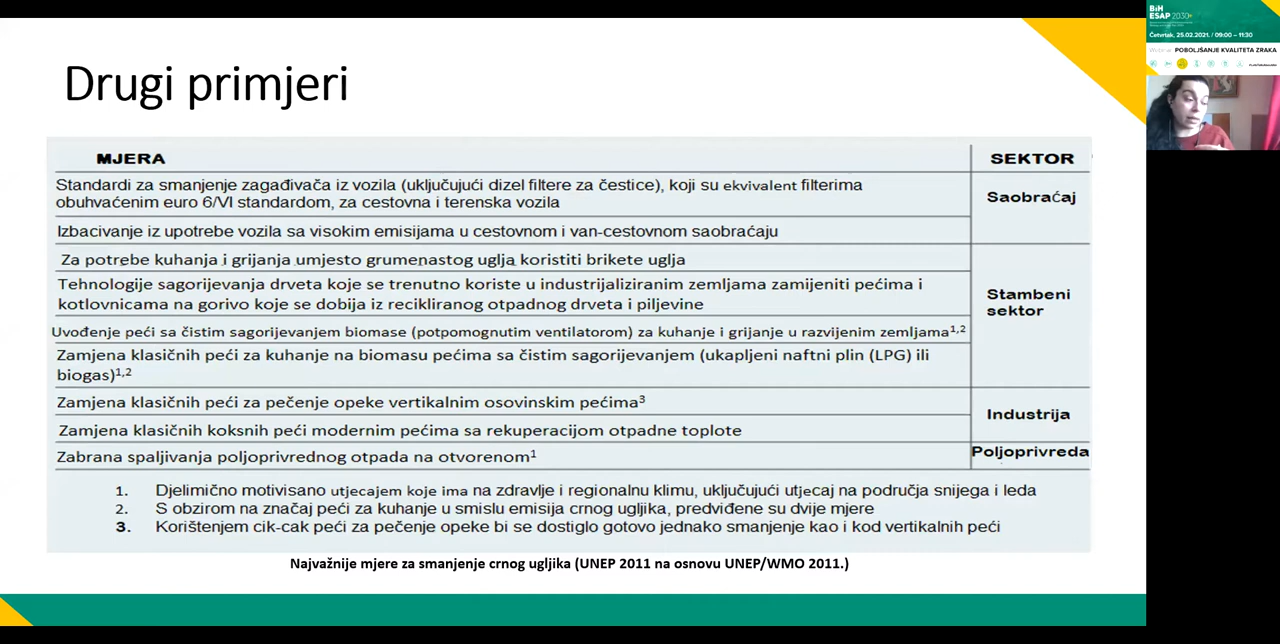 Drugi primjeri
MJERA
SEKTOR
Standardi za smanjenje zagađivača iz vozila (uključujući dizel filtere za čestice), koji su ekvivalent filterima
obuhvaćenim euro 6/VI standardom, za cestovna i terenska vozila
Saobraćaj
Izbacivanje iz upotrebe vozila sa visokim emisijama u cestovnom i van-cestovnom saobraćaju
Za potrebe kuhanja i grijanja umjesto grumenastog uglja koristiti brikete uglja
Tehnologije sagorijevanja drveta koje se trenutno koriste u industrijaliziranim zemljama zamijeniti pećima i
kotlovnicama na gorivo koje se dobija iz recikliranog otpadnog drveta i piljevine
Stambeni
sektor
Uvođenje peći sa čistim sagorijevanjem biomase (potpomognutim ventilatorom) za kuhanje i grijanje u razvijenim zemljama1,2
Zamjena klasičnih peći za kuhanje na biomasu pećima sa čistim sagorijevanjem (ukapljeni naftni plin (LPG) ili
biogas)1,2
Zamjena klasičnih peći za pečenje opeke vertikalnim osovinskim pećima3
Industrija
Zamjena klasičnih koksnih peći modernim pećima sa rekuperacijom otpadne toplote
Zabrana spaljivanja poljoprivrednog otpada na otvorenom1
Poljoprivreda
1. Djelimično motivisano utjecajem koje ima na zdravlje i regionalnu klimu, uključujući utjecaj na područja snijega i leda
2. S obzirom na značaj peći za kuhanje u smislu emisija crnog ugljika, predviđene su dvije mjere
3. Korištenjem cik-cak peći za pečenje opeke bi se dostiglo gotovo jednako smanjenje kao i kod vertikalnih peći
Najvažnije mjere za smanjenje crnog ugljika (UNEP 2011 na osnovu UNEP/WMO 2011.)
BiH
ESAP 2030+
Četvrtak, 25.02.2021. / 09:00 – 11:30
Webinar: POBOLJŠANJE KVALITETA ZRAKA